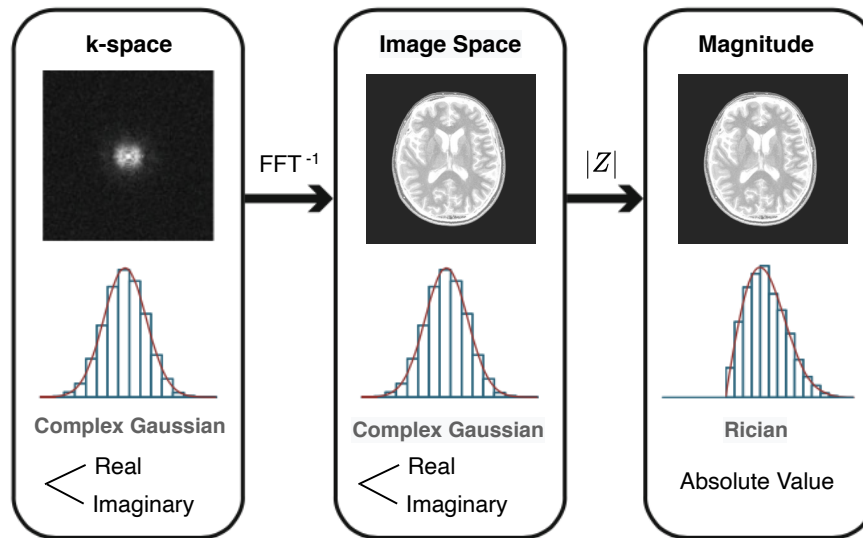 k-space
Image Space
Magnitude
FFT -1
|Z|
Complex Gaussian
Complex Gaussian
Rician
Real
Imaginary
Real
Imaginary
Absolute Value